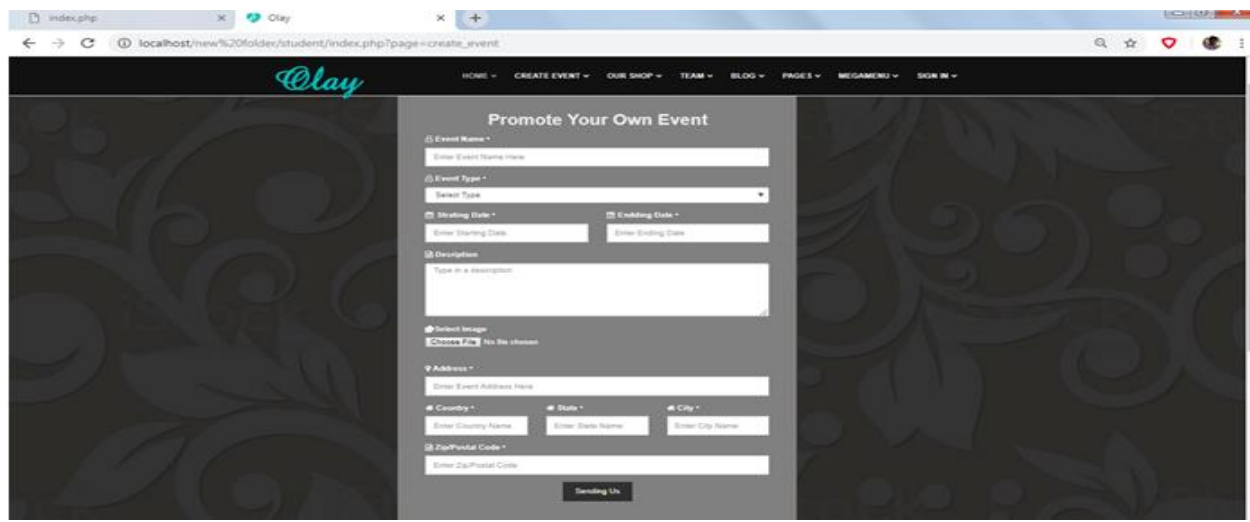 index.php Olay
localhost/new%20folder/student/index.php?page=create_event
Olay HOME CREATE EVENT OUR SHOP TEAM BLOG PAGES MEGAMENU SIGN IN
Promote Your Own Event
Event Name *
Enter Event Name Here
Event Type *
Select Type
Strating Date * Endding Date *
Enter Starting Date Enter Ending Date
Decription
Type in a description
Select Image
Choose File No file chosen
Address *
Enter Event Address Here
Country * State * City *
Enter Country Name Enter State Name Enter City Name
Zip/Postal Code *
Enter Zip/Postal Code
Sending Us